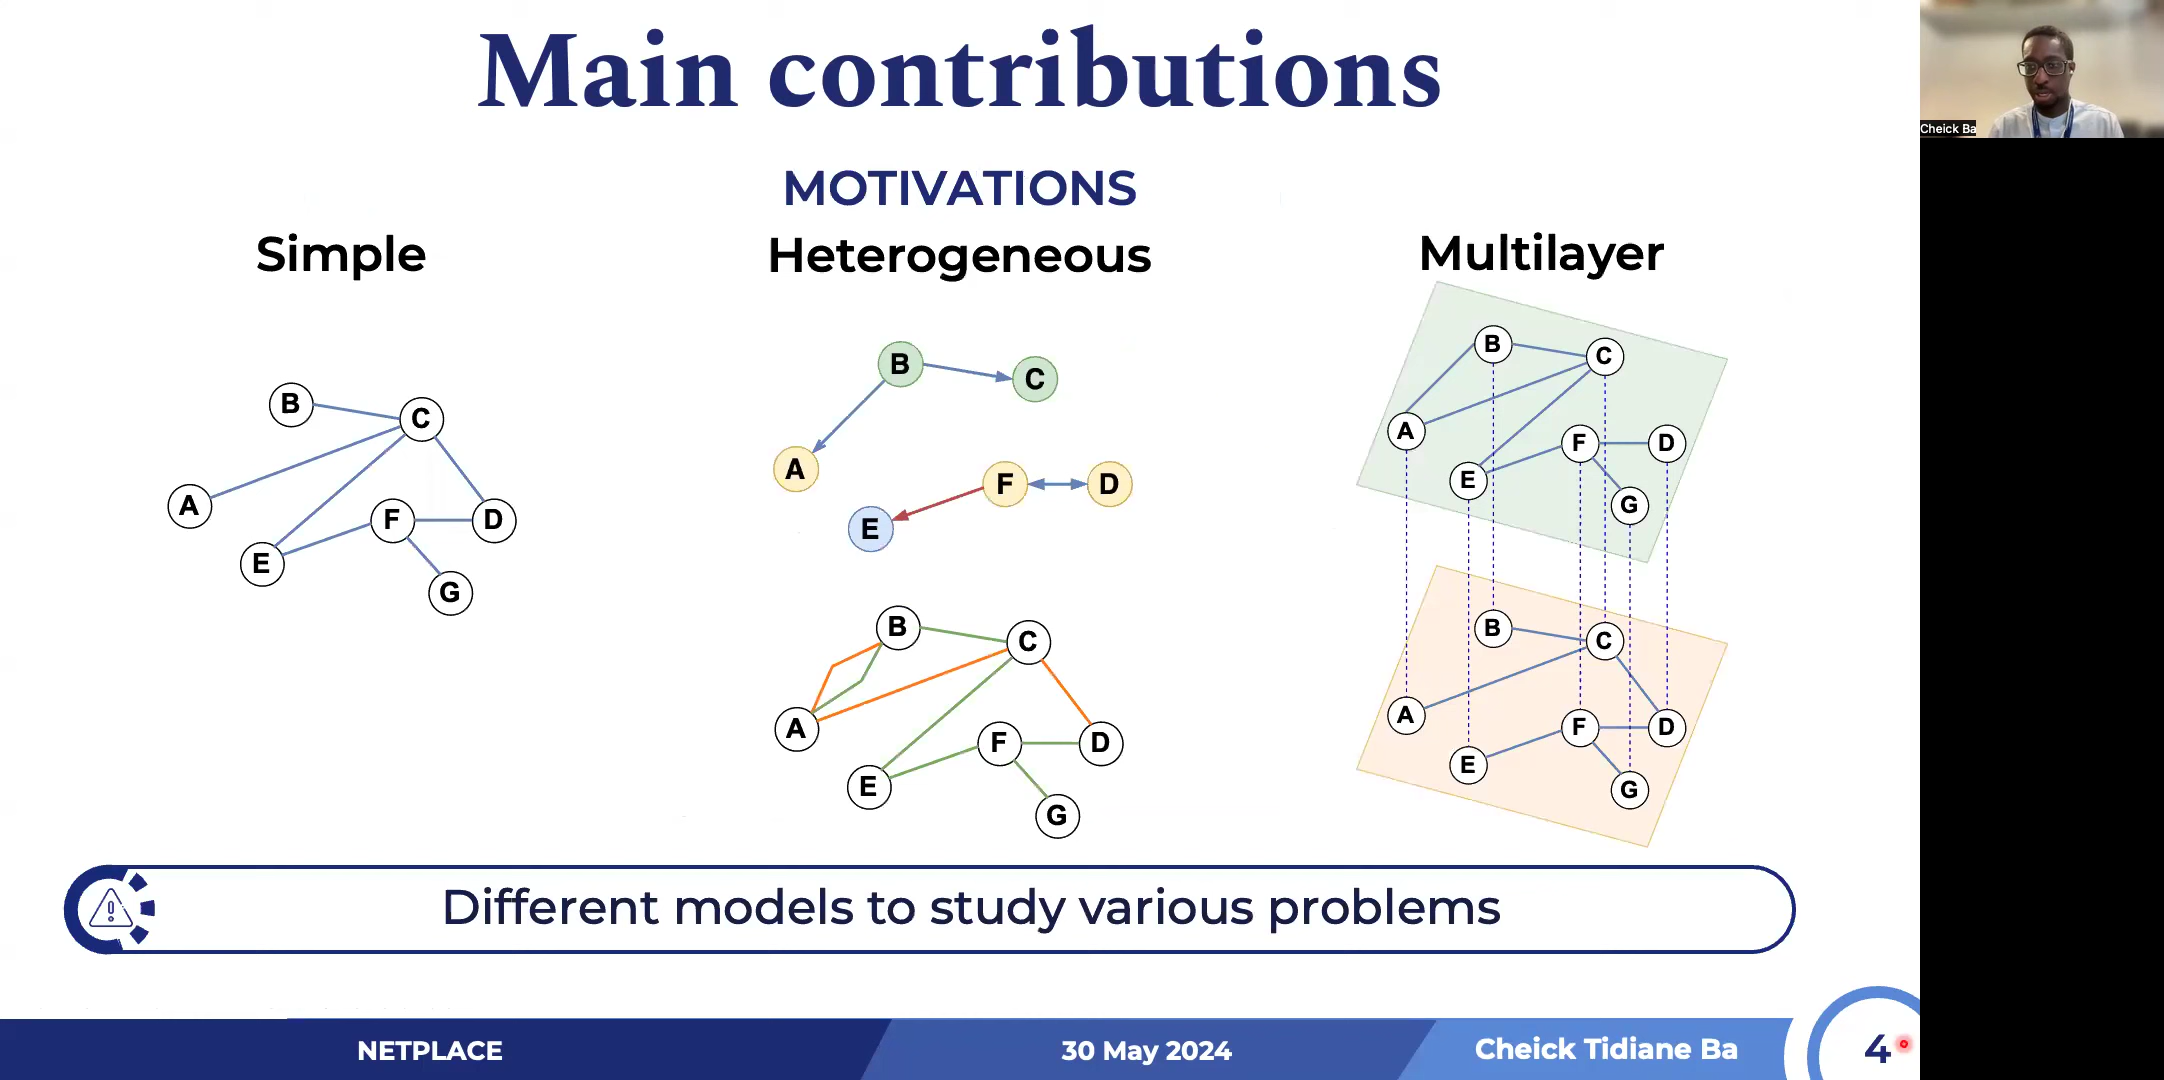 Main contributions
MOTIVATIONS
Simple
Heterogeneous
Multilayer
B
C
A
F
D
E
G
B
C
A
F
D
E
B
C
A
F
D
E
G
B
C
A
F
D
E
G
B
C
A
F
D
E
G
Different models to study various problems
NETPLACE
30 May 2024
Cheick Tidiane Ba
4
Cheick Ba